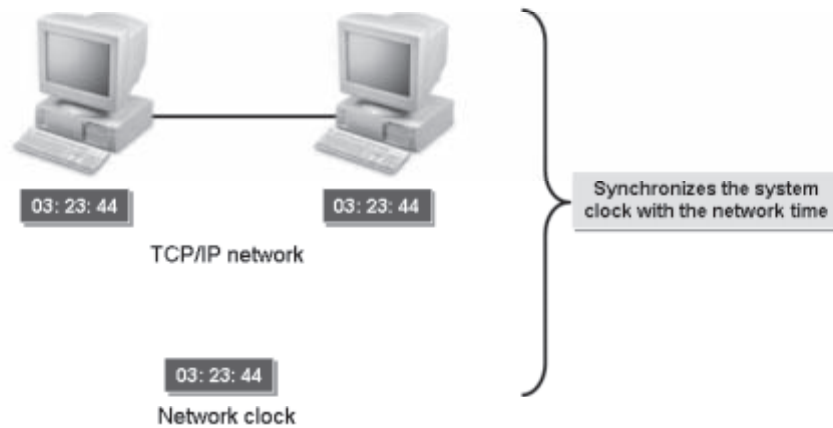 03: 23: 44
03: 23: 44
TCP/IP network
Synchronizes the system
clock with the network time
03: 23: 44
Network clock